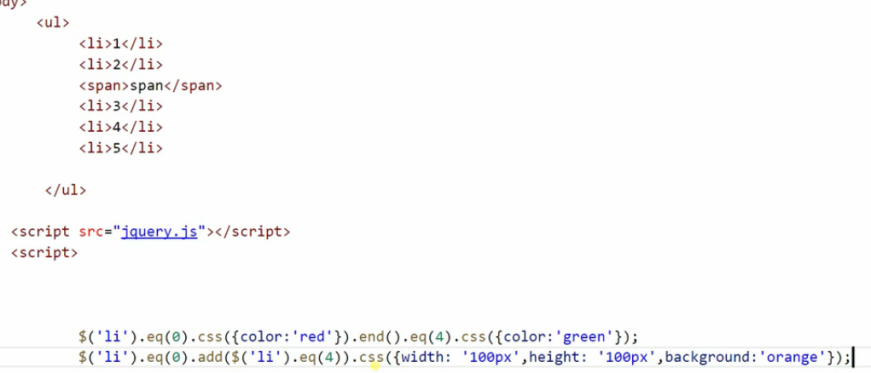 dy>
<ul>
<li>1</li>
<li>2</li>
<span>span</span>
<li>3</li>
<li>4</li>
<li>5</li>
</ul>
<script src="jquery.js"></script>
<script>
$('li').eq(0).css({color:'red'}).end().eq(4).css({color:'green'});
$('li').eq(0).add($('li').eq(4)).css({width: '100px',height: '100px',background:'orange'});